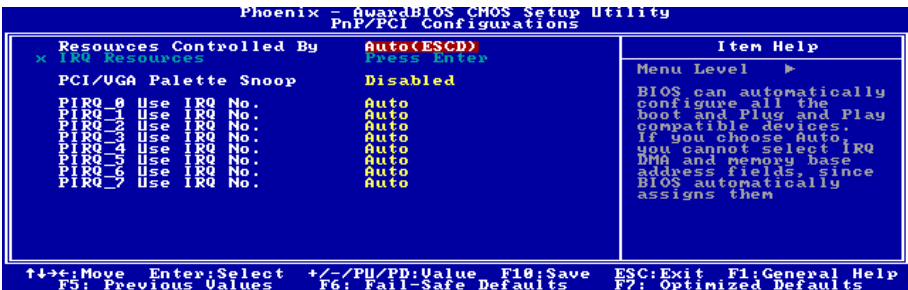 Phoenix - AwardBIOS CMOS Setup Utility
PnP/PCI Configurations
Resources Controlled By Auto(ESCD)
x IRQ Resources Press Enter
PCI/VGA Palette Snoop Disabled
PIRQ_0 Use IRQ No. Auto
PIRQ_1 Use IRQ No. Auto
PIRQ_2 Use IRQ No. Auto
PIRQ_3 Use IRQ No. Auto
PIRQ_4 Use IRQ No. Auto
PIRQ_5 Use IRQ No. Auto
PIRQ_6 Use IRQ No. Auto
PIRQ_7 Use IRQ No. Auto
Item Help
Menu Level ▶
BIOS can automatically
configure all the
boot and Plug and Play
compatible devices.
If you choose Auto,
you cannot select IRQ
DMA and memory base
address fields, since
BIOS automatically
assigns them
↑↓→←:Move Enter:Select +/-/PU/PD:Value F10:Save ESC:Exit F1:General Help
F5: Previous Values F6: Fail-Safe Defaults F7: Optimized Defaults